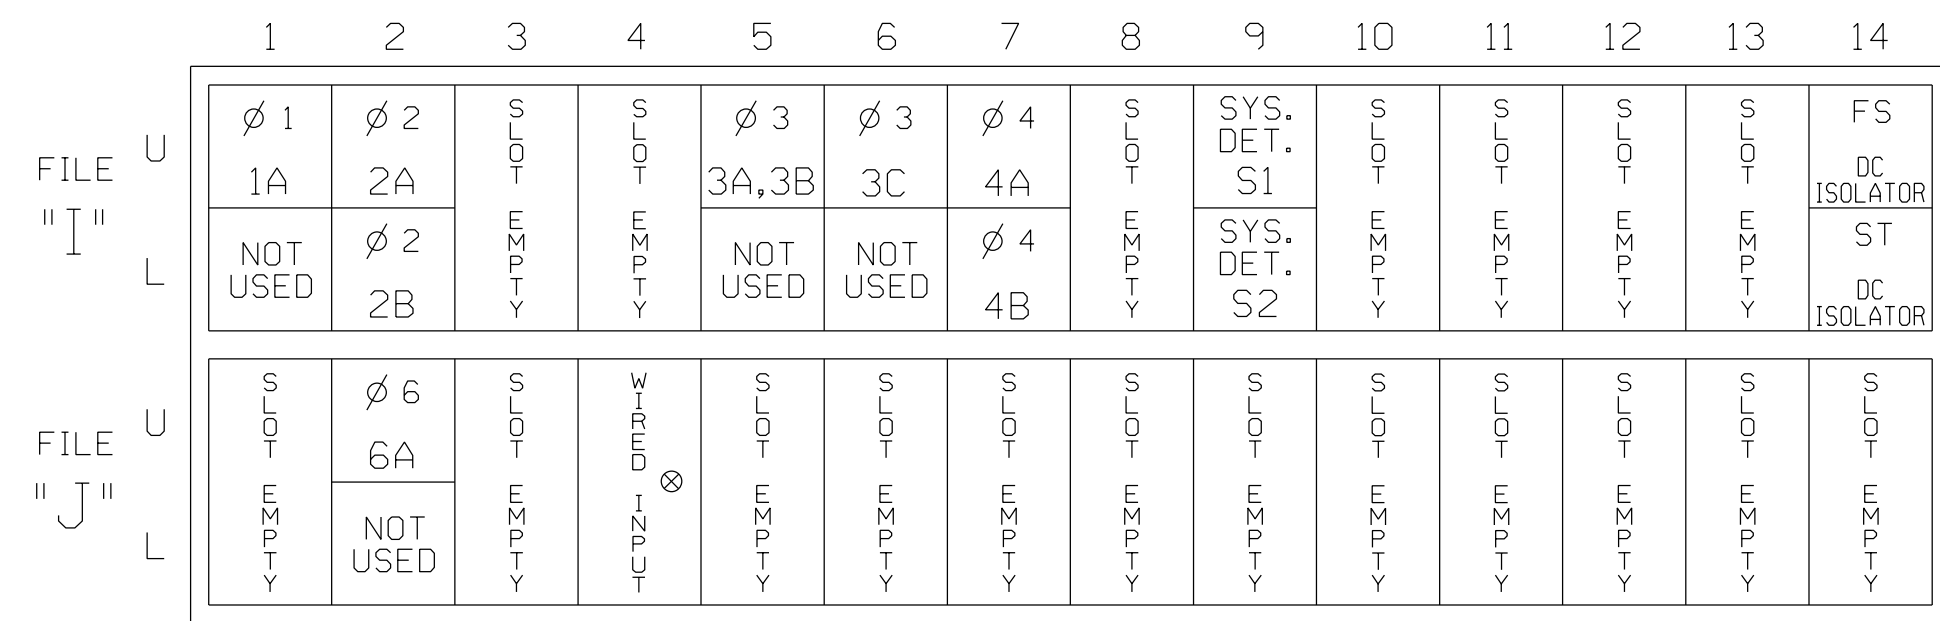 1 2 3 4 5 6 7 8 9 10 11 12 13 14
FILE "I"
U
L
Ø 1
1A
NOT
USED
Ø 2
2A
Ø 2
2B
SLOT EMPTY
SLOT EMPTY
Ø 3
3A,3B
NOT
USED
Ø 3
3C
NOT
USED
Ø 4
4A
Ø 4
4B
SLOT EMPTY
SYS.
DET.
S1
SYS.
DET.
S2
SLOT EMPTY
SLOT EMPTY
SLOT EMPTY
SLOT EMPTY
FS
DC
ISOLATOR
ST
DC
ISOLATOR
FILE
"J"
U
L
SLOT EMPTY
Ø 6
6A
NOT
USED
SLOT EMPTY
WIRED INPUT
SLOT EMPTY
SLOT EMPTY
SLOT EMPTY
SLOT EMPTY
SLOT EMPTY
SLOT EMPTY
SLOT EMPTY
SLOT EMPTY
SLOT EMPTY
SLOT EMPTY